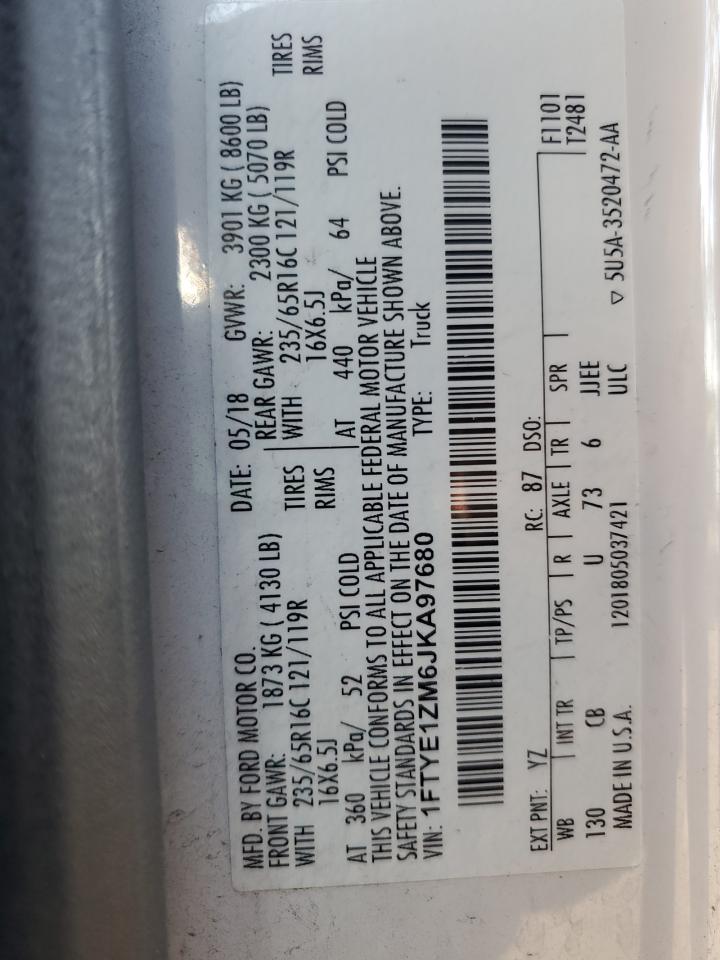 MFD. BY FORD MOTOR CO.
DATE: 05/18 GVWR: 3901 KG ( 8600 LB)
FRONT GAWR: 1873 KG ( 4130 LB) REAR GAWR: 2300 KG ( 5070 LB)
WITH 235/65R16C 121/119R TIRES WITH 235/65R16C 121/119R TIRES
16X6.5J RIMS 16X6.5J RIMS
AT 360 kPa/ 52 PSI COLD AT 440 kPa/ 64 PSI COLD
THIS VEHICLE CONFORMS TO ALL APPLICABLE FEDERAL MOTOR VEHICLE
SAFETY STANDARDS IN EFFECT ON THE DATE OF MANUFACTURE SHOWN ABOVE.
VIN: 1FTYE1ZM6JKA97680 TYPE: Truck
EXT PNT: YZ RC: 87 DSO: F1101
WB INT TR TP/PS R AXLE TR SPR T2481
130 CB U 73 6 JJEE
MADE IN U.S.A. 1201805037421 ULC ▽ 5U5A-3520472-AA